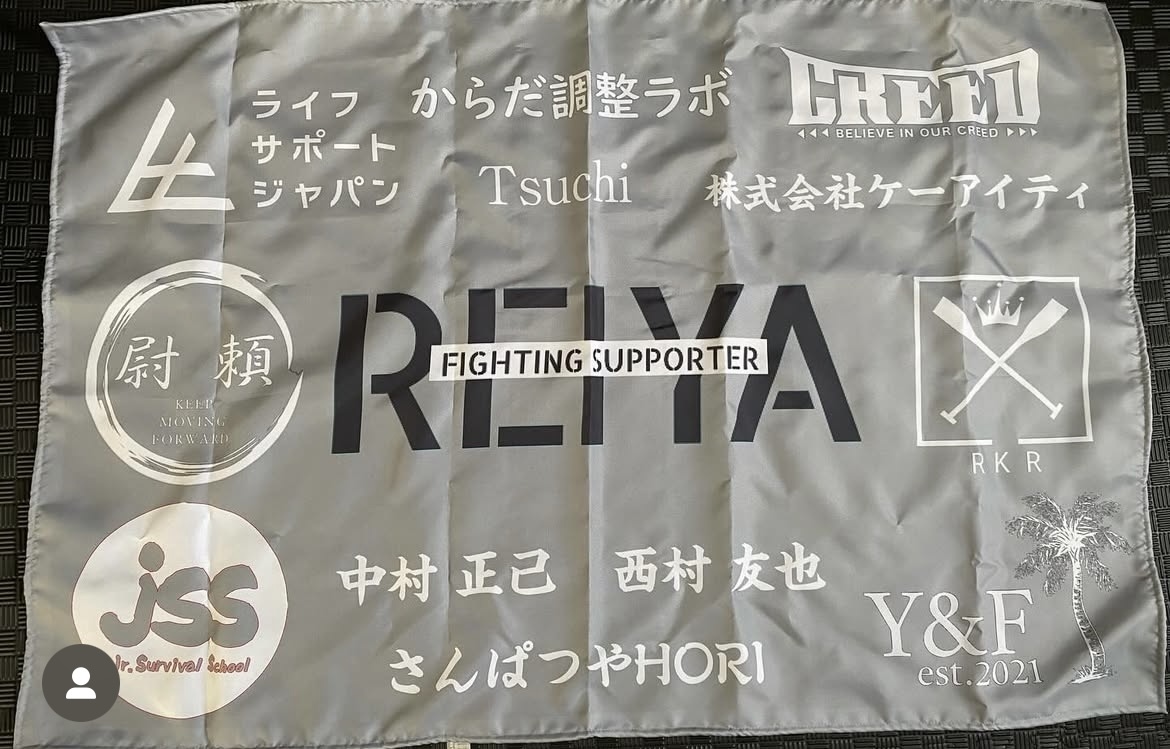 ライフ
サポート
ジャパン
からだ調整ラボ
Tsuchi
CREED
BELIEVE IN OUR CREED
株式会社ケーアイティ
尉 頼
KEEP
MOVING
FORWARD
REIYA
FIGHTING SUPPORTER
RKR
jss
Jr. Survival School
中村 正己 西村 友也
さんぱつやHORI
Y&F
est.2021